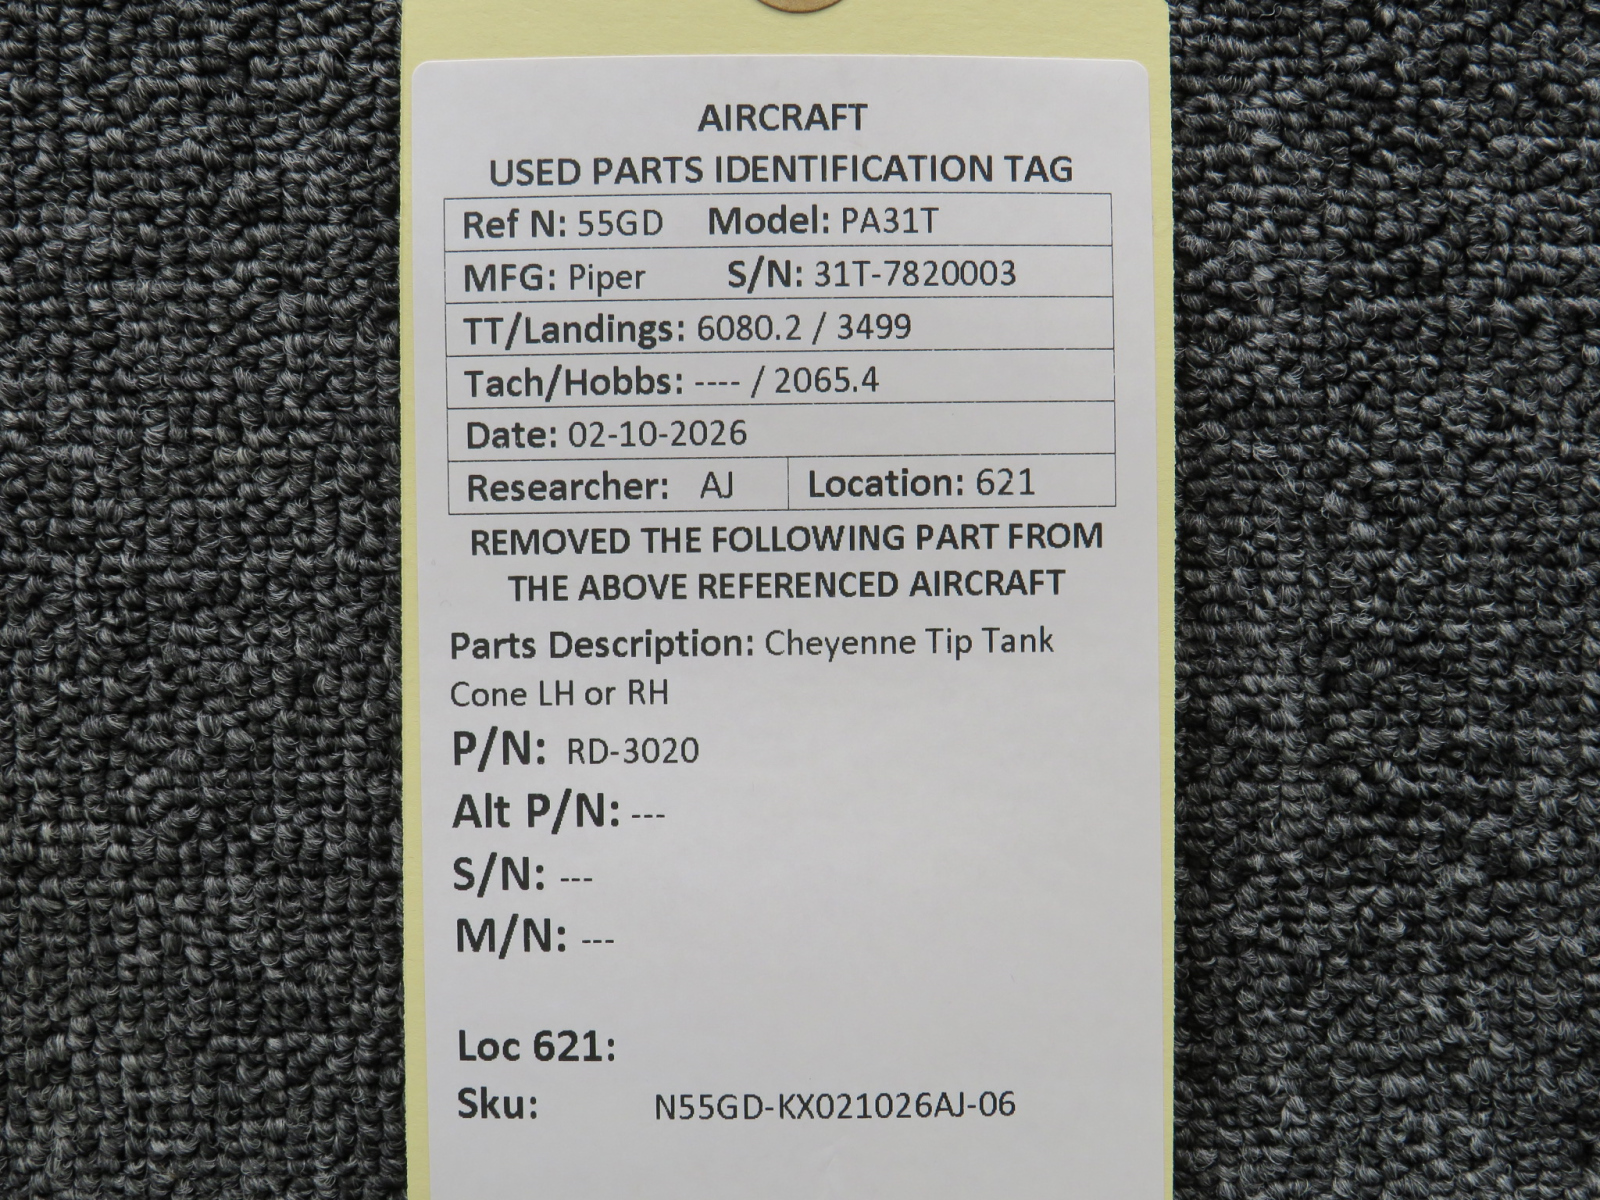 AIRCRAFT
USED PARTS IDENTIFICATION TAG
Ref N: 55GD Model: PA31T
MFG: Piper S/N: 31T-7820003
TT/Landings: 6080.2 / 3499
Tach/Hobbs: ---- / 2065.4
Date: 02-10-2026
Researcher: AJ Location: 621
REMOVED THE FOLLOWING PART FROM
THE ABOVE REFERENCED AIRCRAFT
Parts Description: Cheyenne Tip Tank
Cone LH or RH
P/N: RD-3020
Alt P/N: ---
S/N: ---
M/N: ---
Loc 621:
Sku: N55GD-KX021026AJ-06